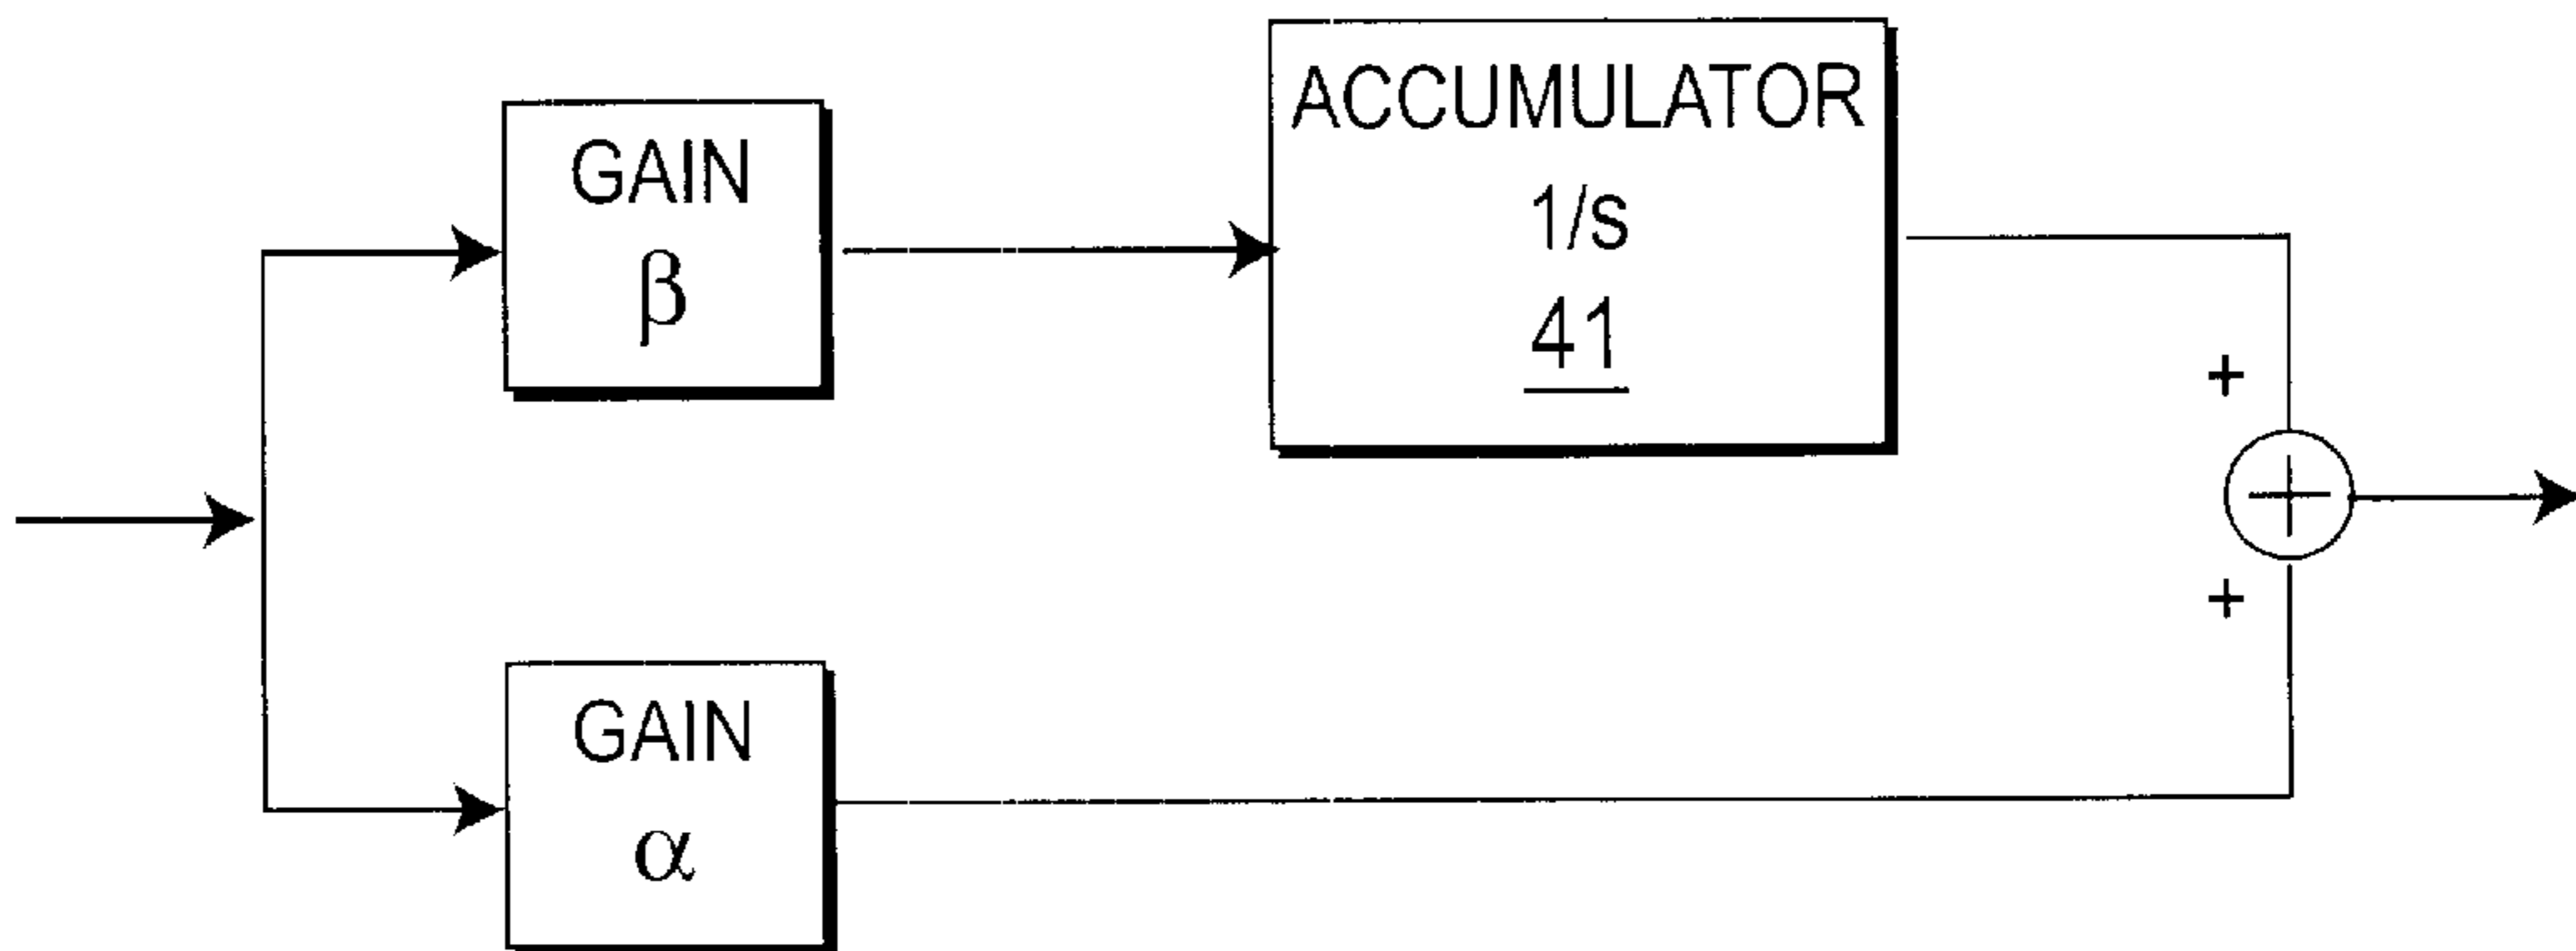 GAIN
β
ACCUMULATOR
1/s
41
+
+
GAIN
α